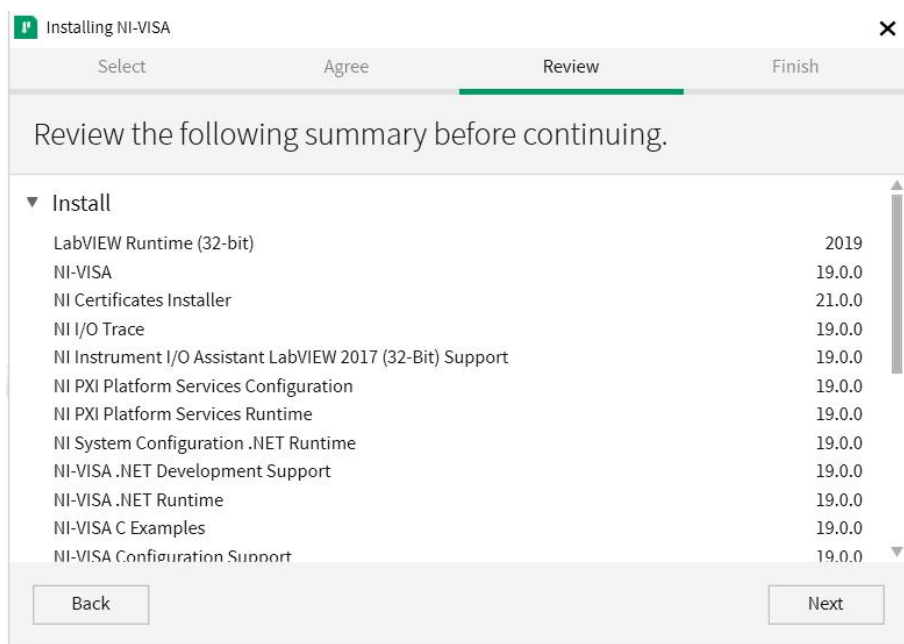 Installing NI-VISA
Select Agree Review Finish
Review the following summary before continuing.
Install
LabVIEW Runtime (32-bit) 2019
NI-VISA 19.0.0
NI Certificates Installer 21.0.0
NI I/O Trace 19.0.0
NI Instrument I/O Assistant LabVIEW 2017 (32-Bit) Support 19.0.0
NI PXI Platform Services Configuration 19.0.0
NI PXI Platform Services Runtime 19.0.0
NI System Configuration .NET Runtime 19.0.0
NI-VISA .NET Development Support 19.0.0
NI-VISA .NET Runtime 19.0.0
NI-VISA C Examples 19.0.0
NI-VISA Configuration Support 19.0.0
Back Next